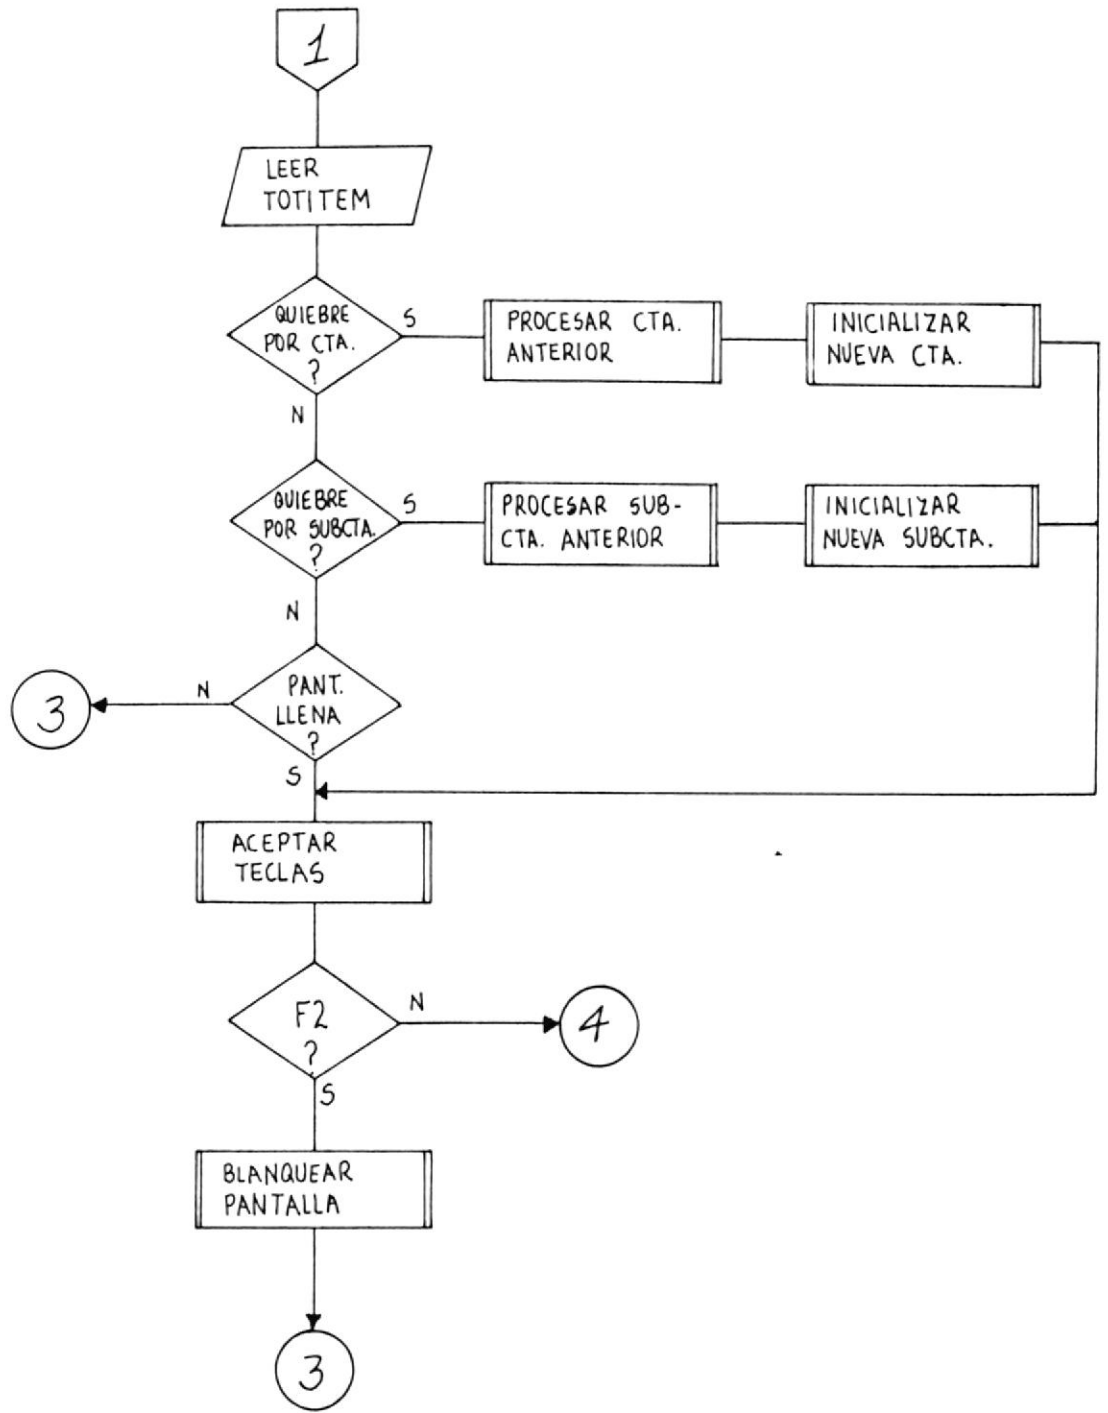 1
LEER
TOTITEM
QUIEBRE
POR CTA.
?
S
PROCESAR CTA.
ANTERIOR
INICIALIZAR
NUEVA CTA.
N
QUIEBRE
POR SUBCTA.
?
S
PROCESAR SUB-
CTA. ANTERIOR
INICIALIZAR
NUEVA SUBCTA.
N
PANT.
LLENA
?
N
3
S
ACEPTAR
TECLAS
F2
?
N
4
S
BLANQUEAR
PANTALLA
3